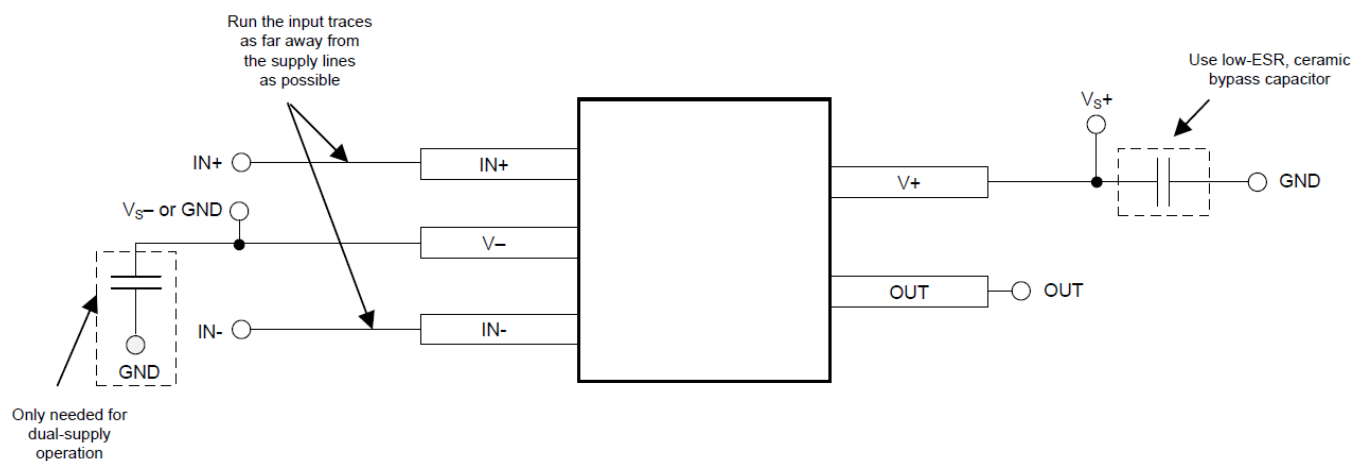 Run the input traces
as far away from
the supply lines
as possible
Use low-ESR, ceramic
bypass capacitor
VS+
IN+
IN+
V+
GND
VS– or GND
V–
OUT
OUT
IN-
IN-
GND
Only needed for
dual-supply
operation